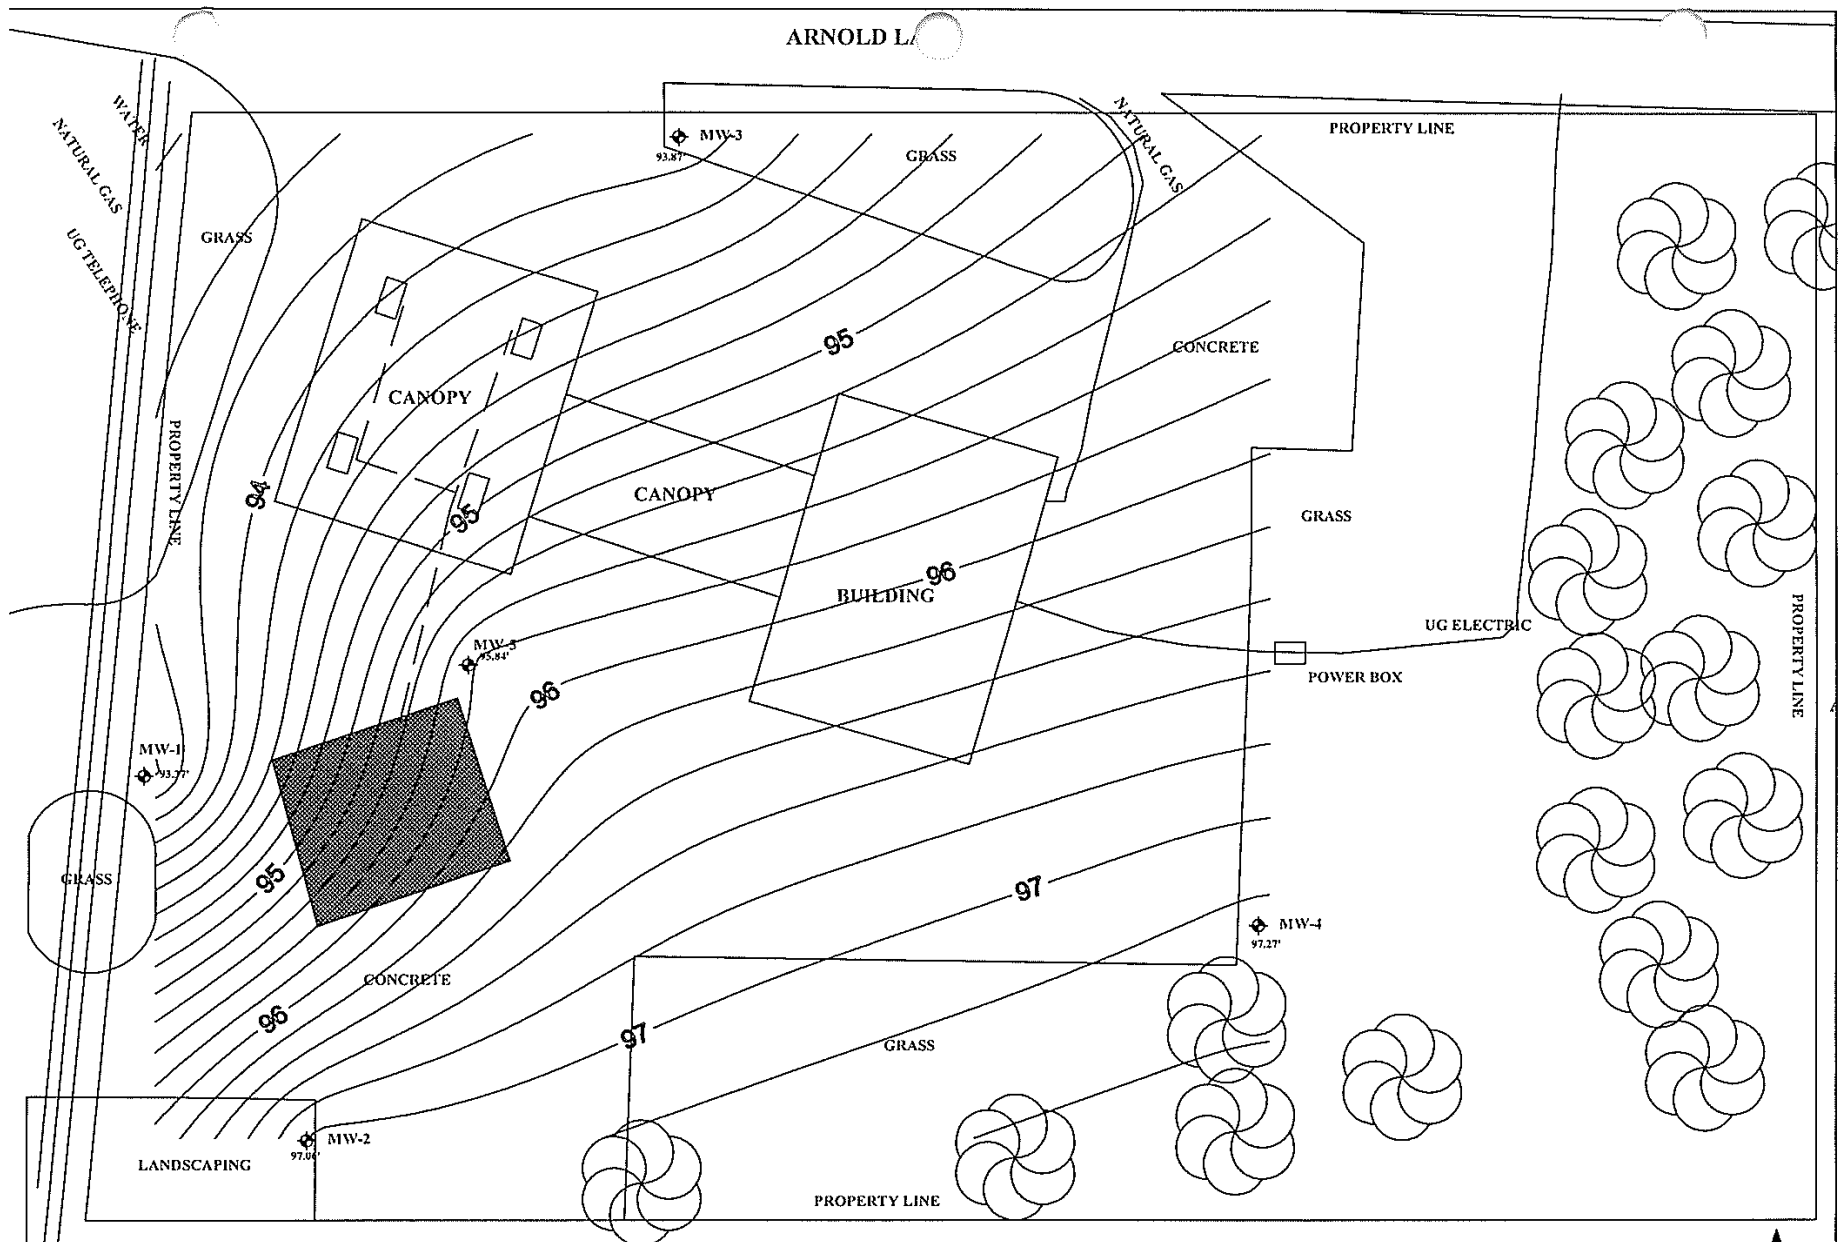 ARNOLD LA
WATER
NATURAL GAS
UG TELEPHONE
GRASS
MW-3
93.87'
GRASS
NATURAL GAS
PROPERTY LINE
95
CONCRETE
CANOPY
PROPERTY LINE
94
95
CANOPY
GRASS
96
BUILDING
UG ELECTRIC
PROPERTY LINE
MW-5
95.84'
POWER BOX
96
MW-1
93.77'
GRASS
95
97
MW-4
97.27'
CONCRETE
96
97
GRASS
MW-2
97.06'
LANDSCAPING
PROPERTY LINE